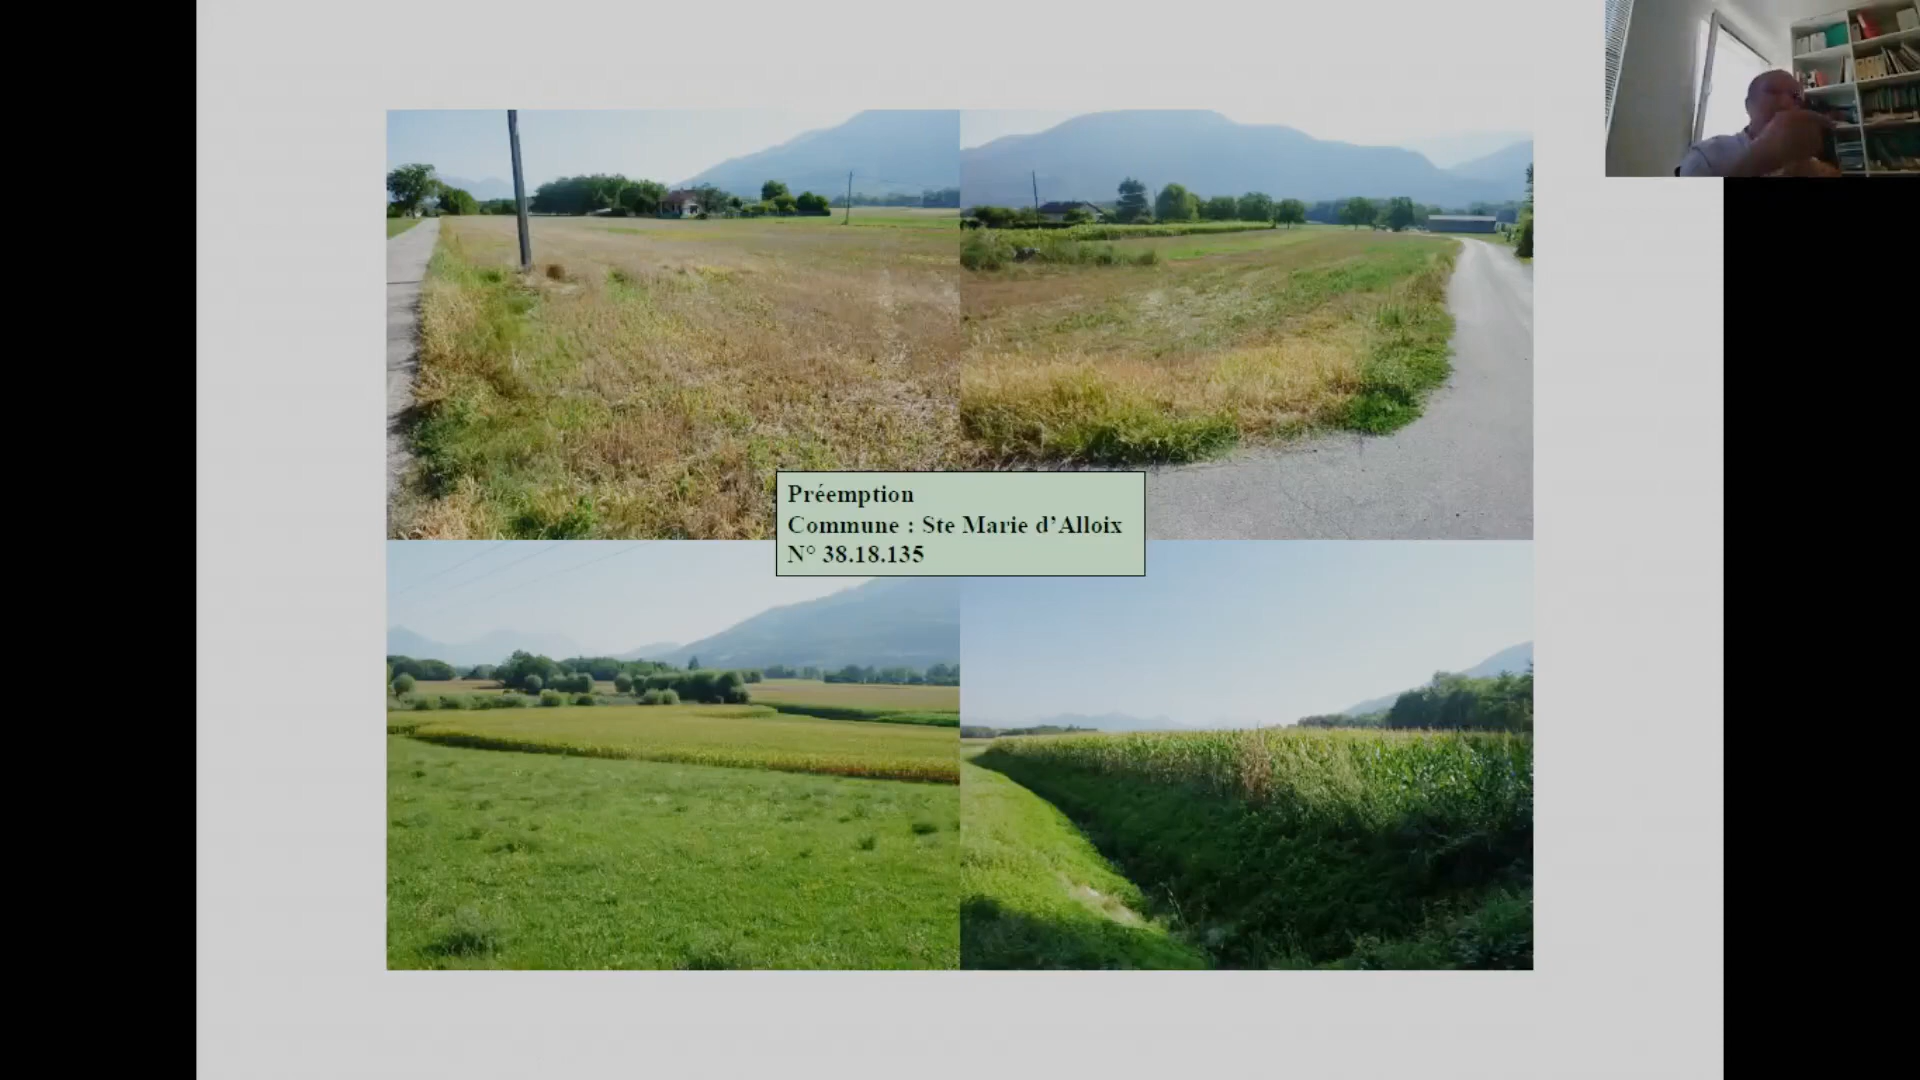 Préemption
Commune : Ste Marie d’Alloix
N° 38.18.135